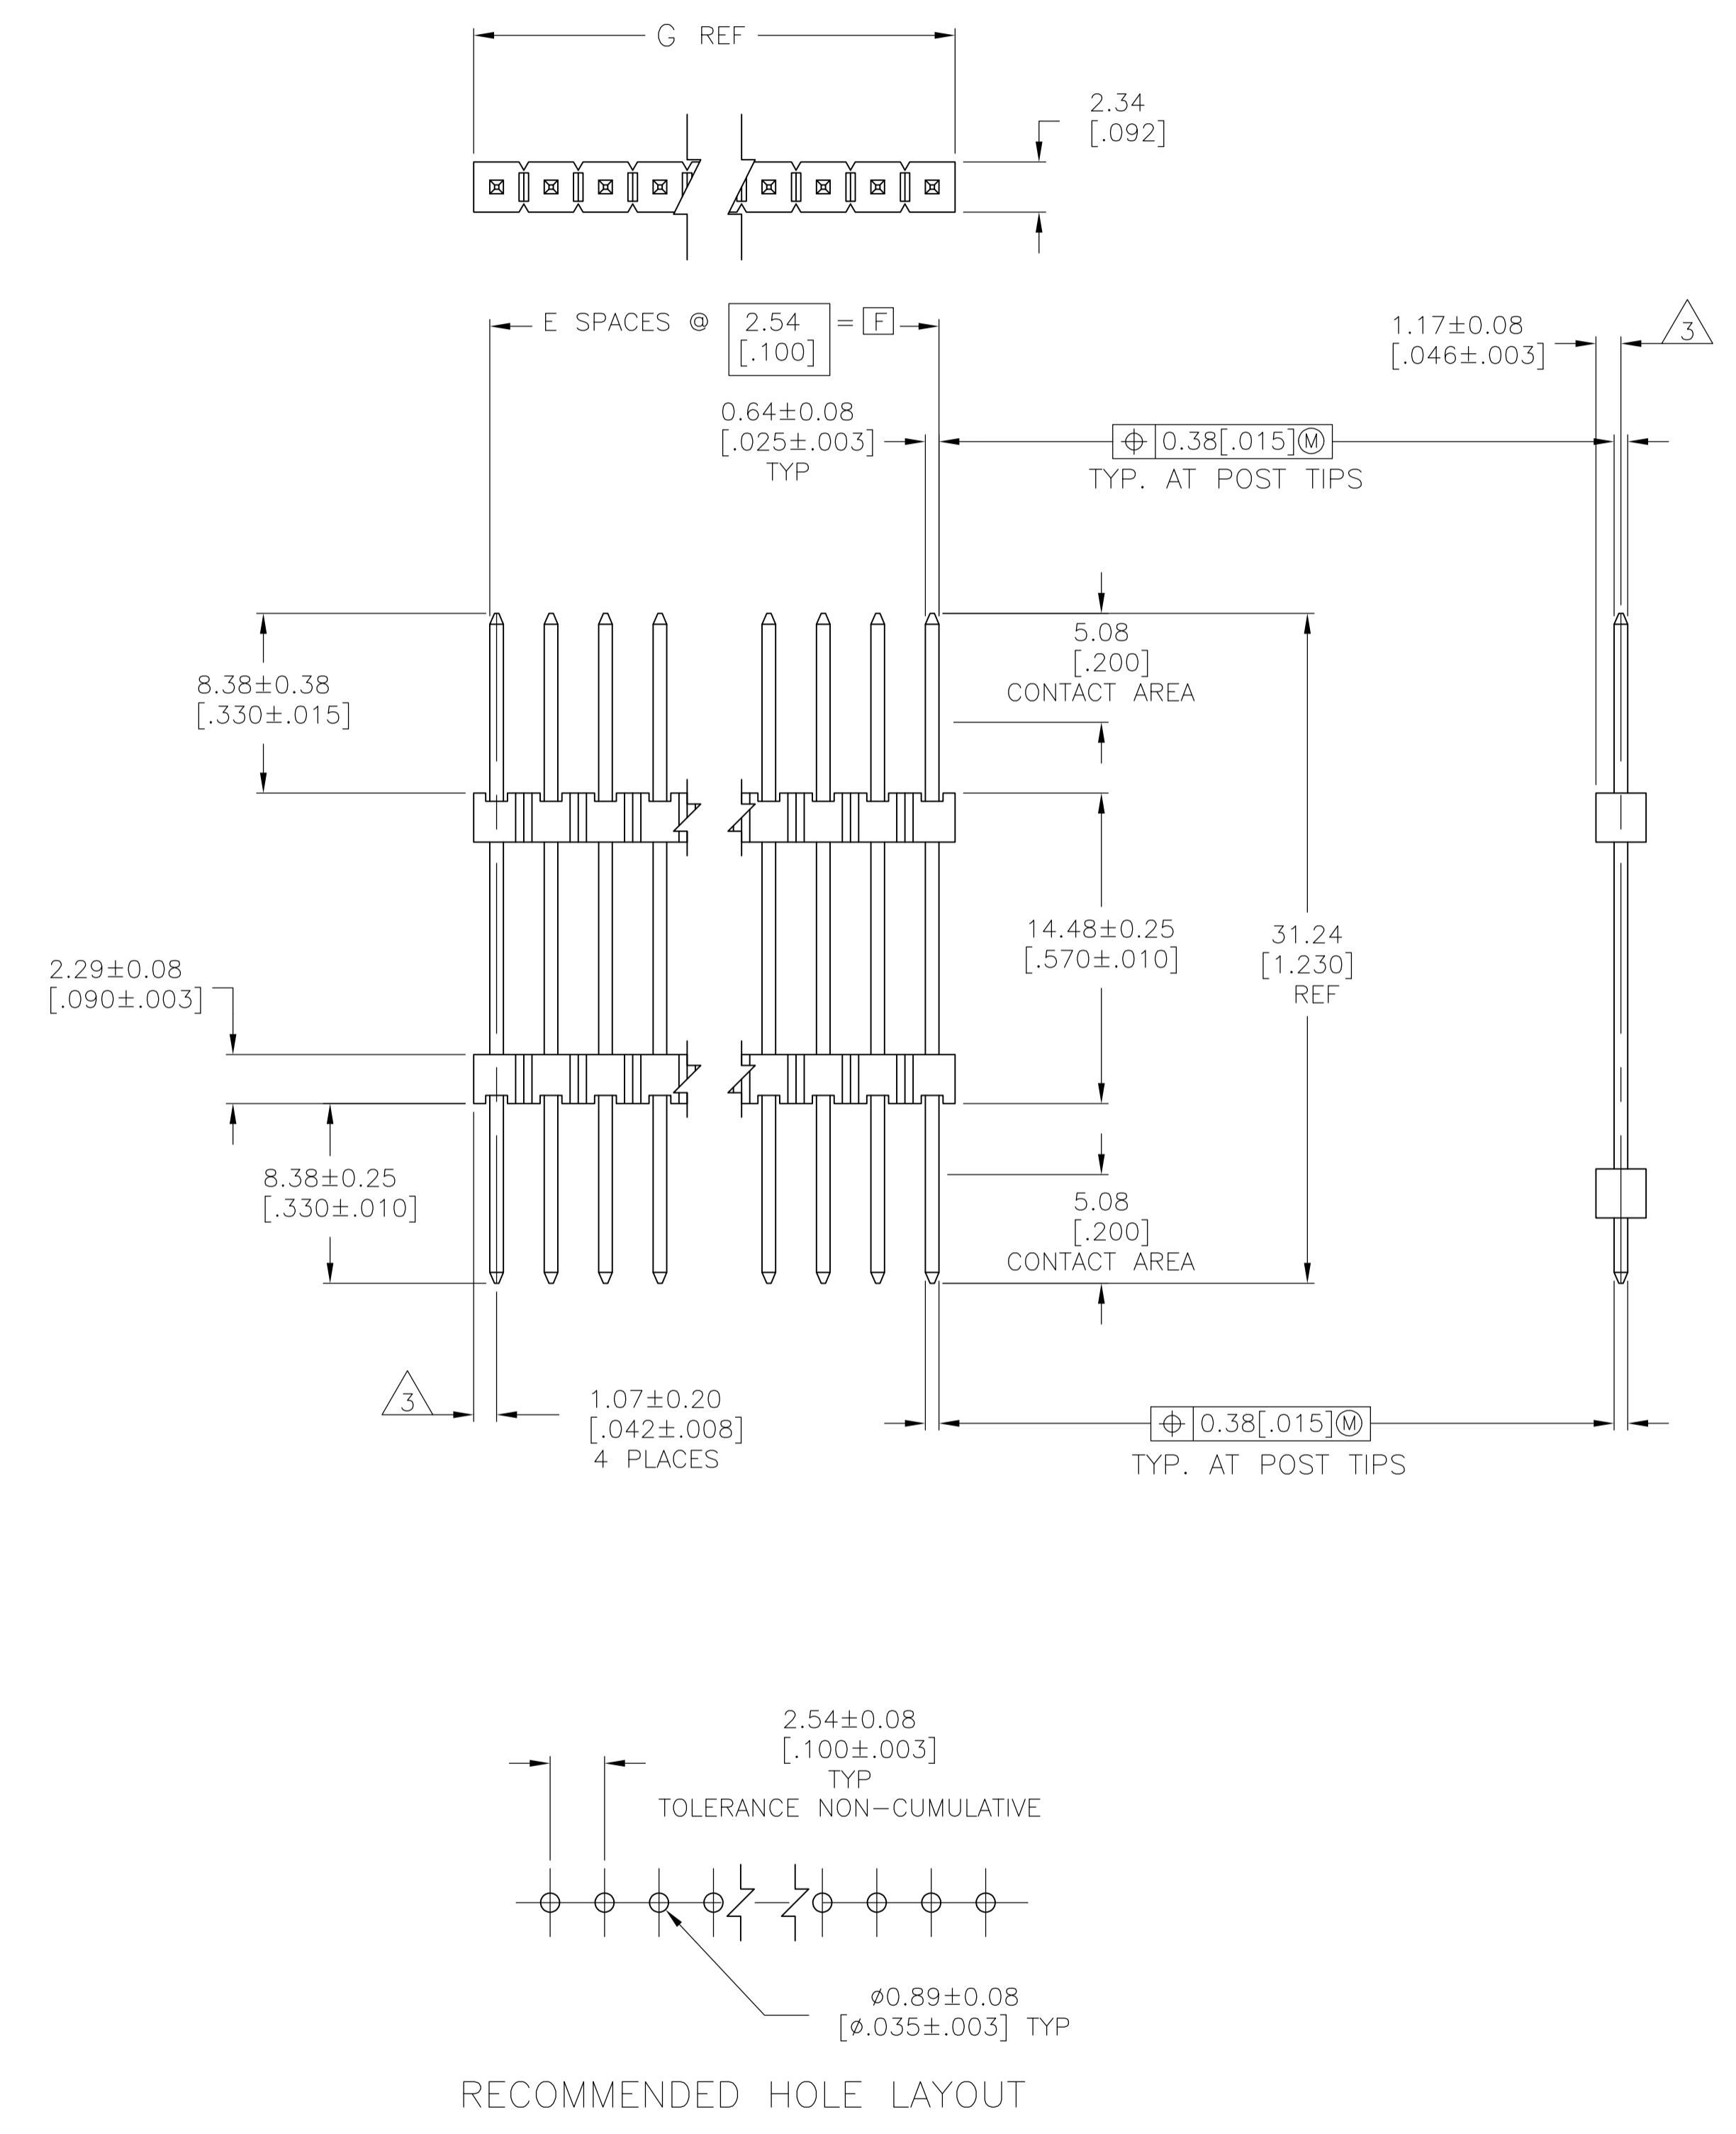 G REF
2.34
[.092]
E SPACES @ 2.54 = F
[.100]
1.17±0.08
[.046±.003]
3
0.64±0.08
[.025±.003]
TYP
⌖ 0.38[.015]Ⓜ
TYP. AT POST TIPS
5.08
[.200]
CONTACT AREA
8.38±0.38
[.330±.015]
14.48±0.25
[.570±.010]
31.24
[1.230]
REF
2.29±0.08
[.090±.003]
8.38±0.25
[.330±.010]
5.08
[.200]
CONTACT AREA
3
1.07±0.20
[.042±.008]
4 PLACES
⌖ 0.38[.015]Ⓜ
TYP. AT POST TIPS
2.54±0.08
[.100±.003]
TYP
TOLERANCE NON-CUMULATIVE
ø0.89±0.08
[ø.035±.003] TYP
RECOMMENDED HOLE LAYOUT